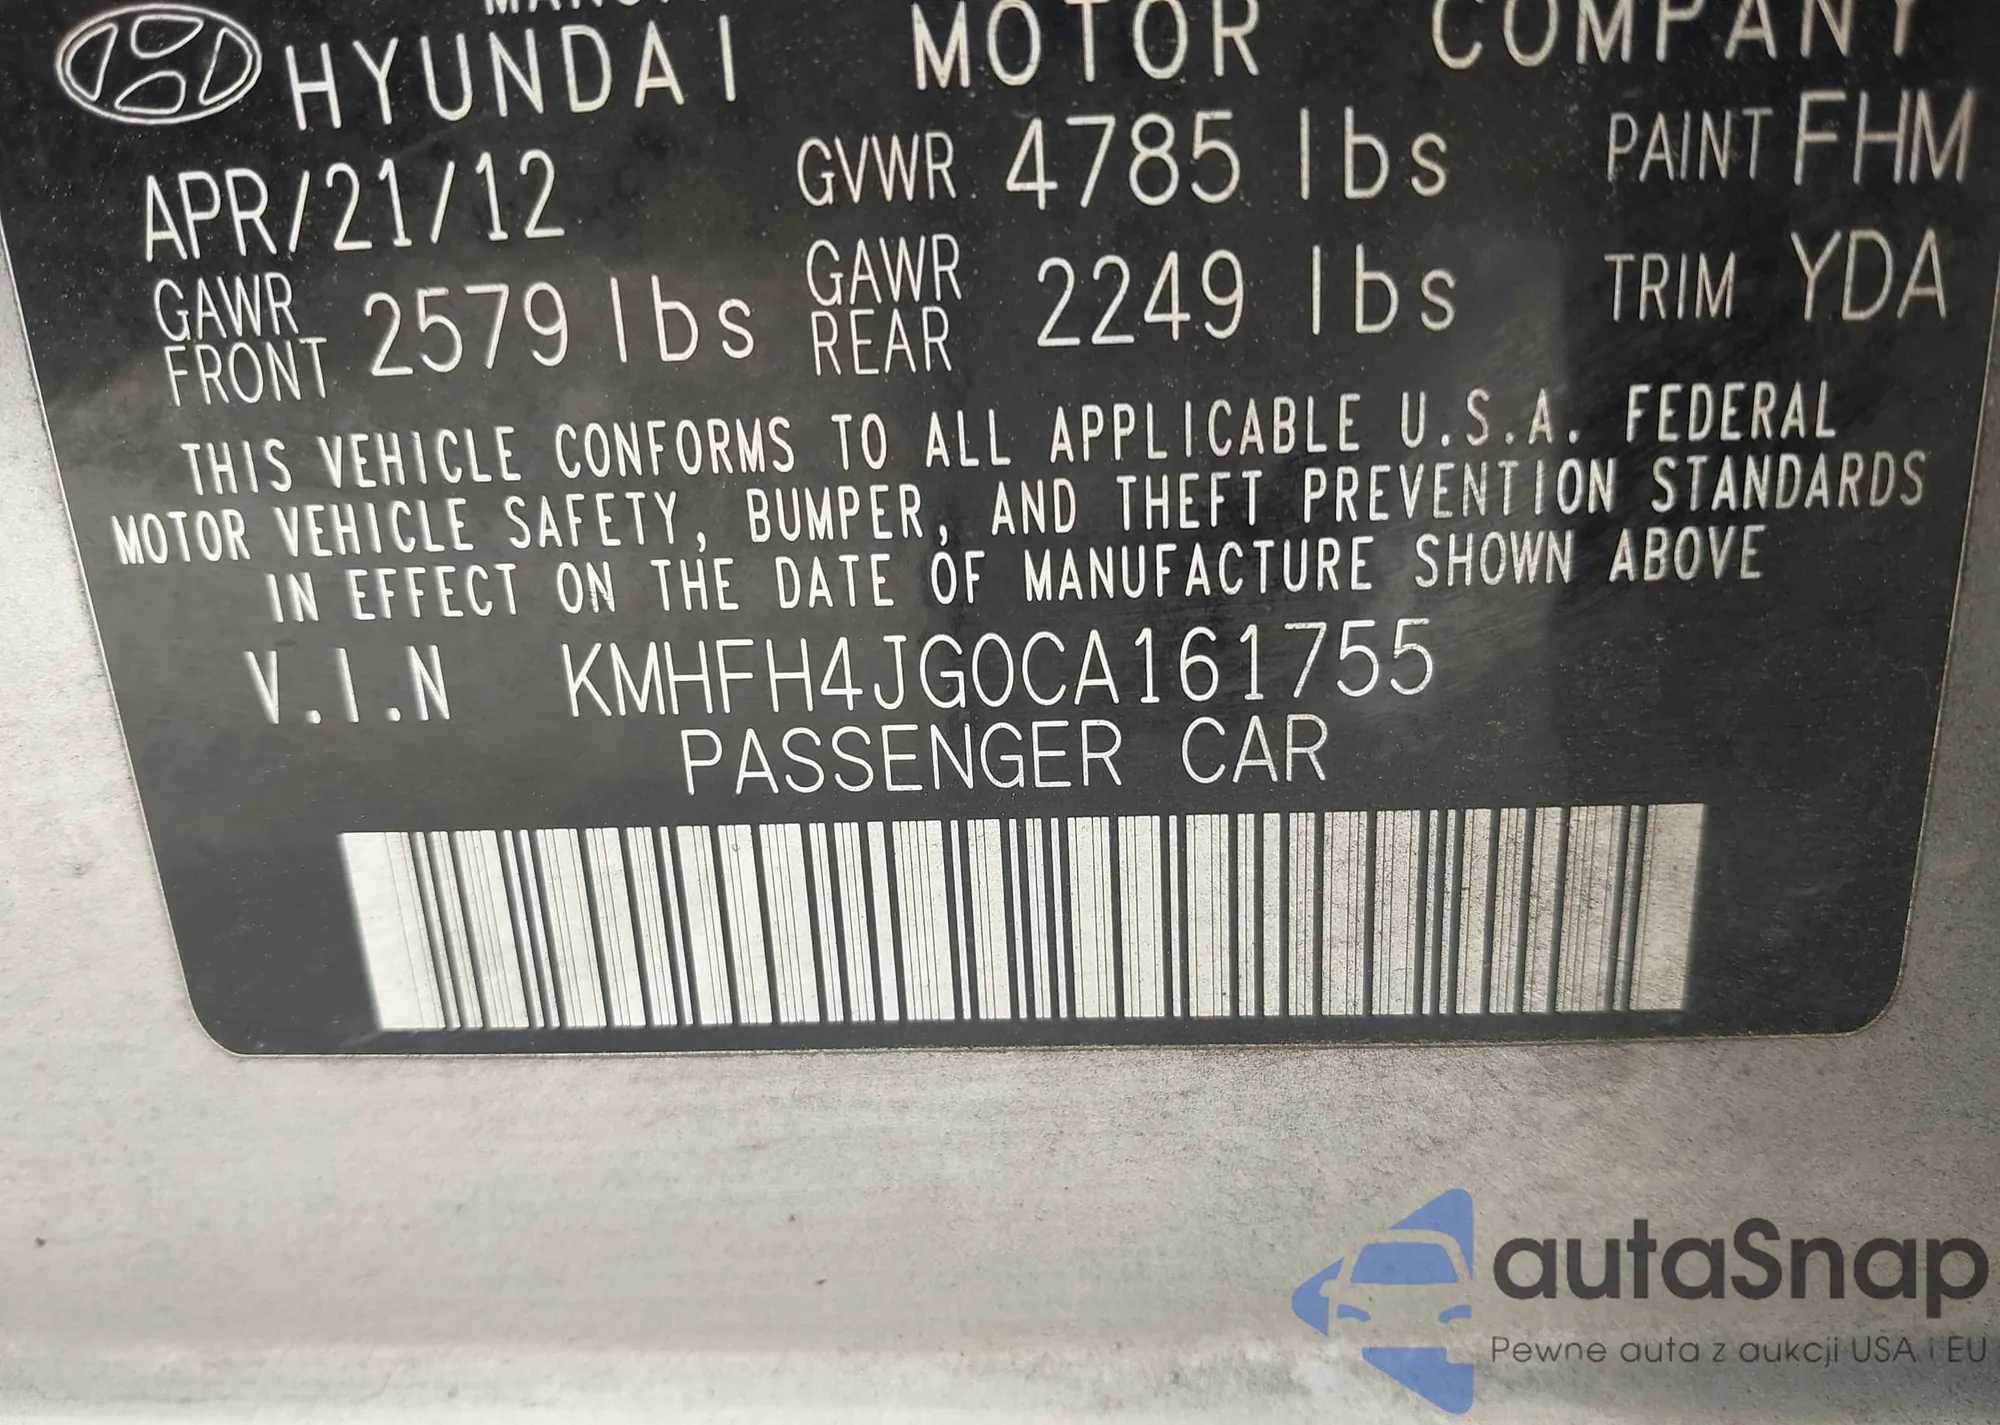 HYUNDAI MOTOR COMPANY
APR/21/12 GVWR 4785 lbs PAINT FHM
GAWR FRONT 2579 lbs GAWR REAR 2249 lbs TRIM YDA
THIS VEHICLE CONFORMS TO ALL APPLICABLE U.S.A. FEDERAL
MOTOR VEHICLE SAFETY, BUMPER, AND THEFT PREVENTION STANDARDS
IN EFFECT ON THE DATE OF MANUFACTURE SHOWN ABOVE
V.I.N KMHFH4JG0CA161755
PASSENGER CAR
autaSnap
Pewne auta z aukcji USA i EU